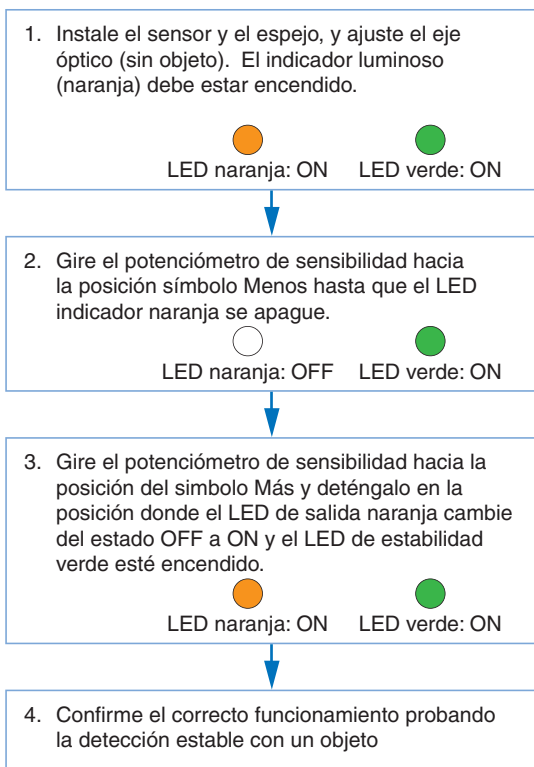 1. Instale el sensor y el espejo, y ajuste el eje
óptico (sin objeto). El indicador luminoso
(naranja) debe estar encendido.
LED naranja: ON LED verde: ON
2. Gire el potenciómetro de sensibilidad hacia
la posición símbolo Menos hasta que el LED
indicador naranja se apague.
LED naranja: OFF LED verde: ON
3. Gire el potenciómetro de sensibilidad hacia la
posición del simbolo Más y deténgalo en la
posición donde el LED de salida naranja cambie
del estado OFF a ON y el LED de estabilidad
verde esté encendido.
LED naranja: ON LED verde: ON
4. Confirme el correcto funcionamiento probando
la detección estable con un objeto